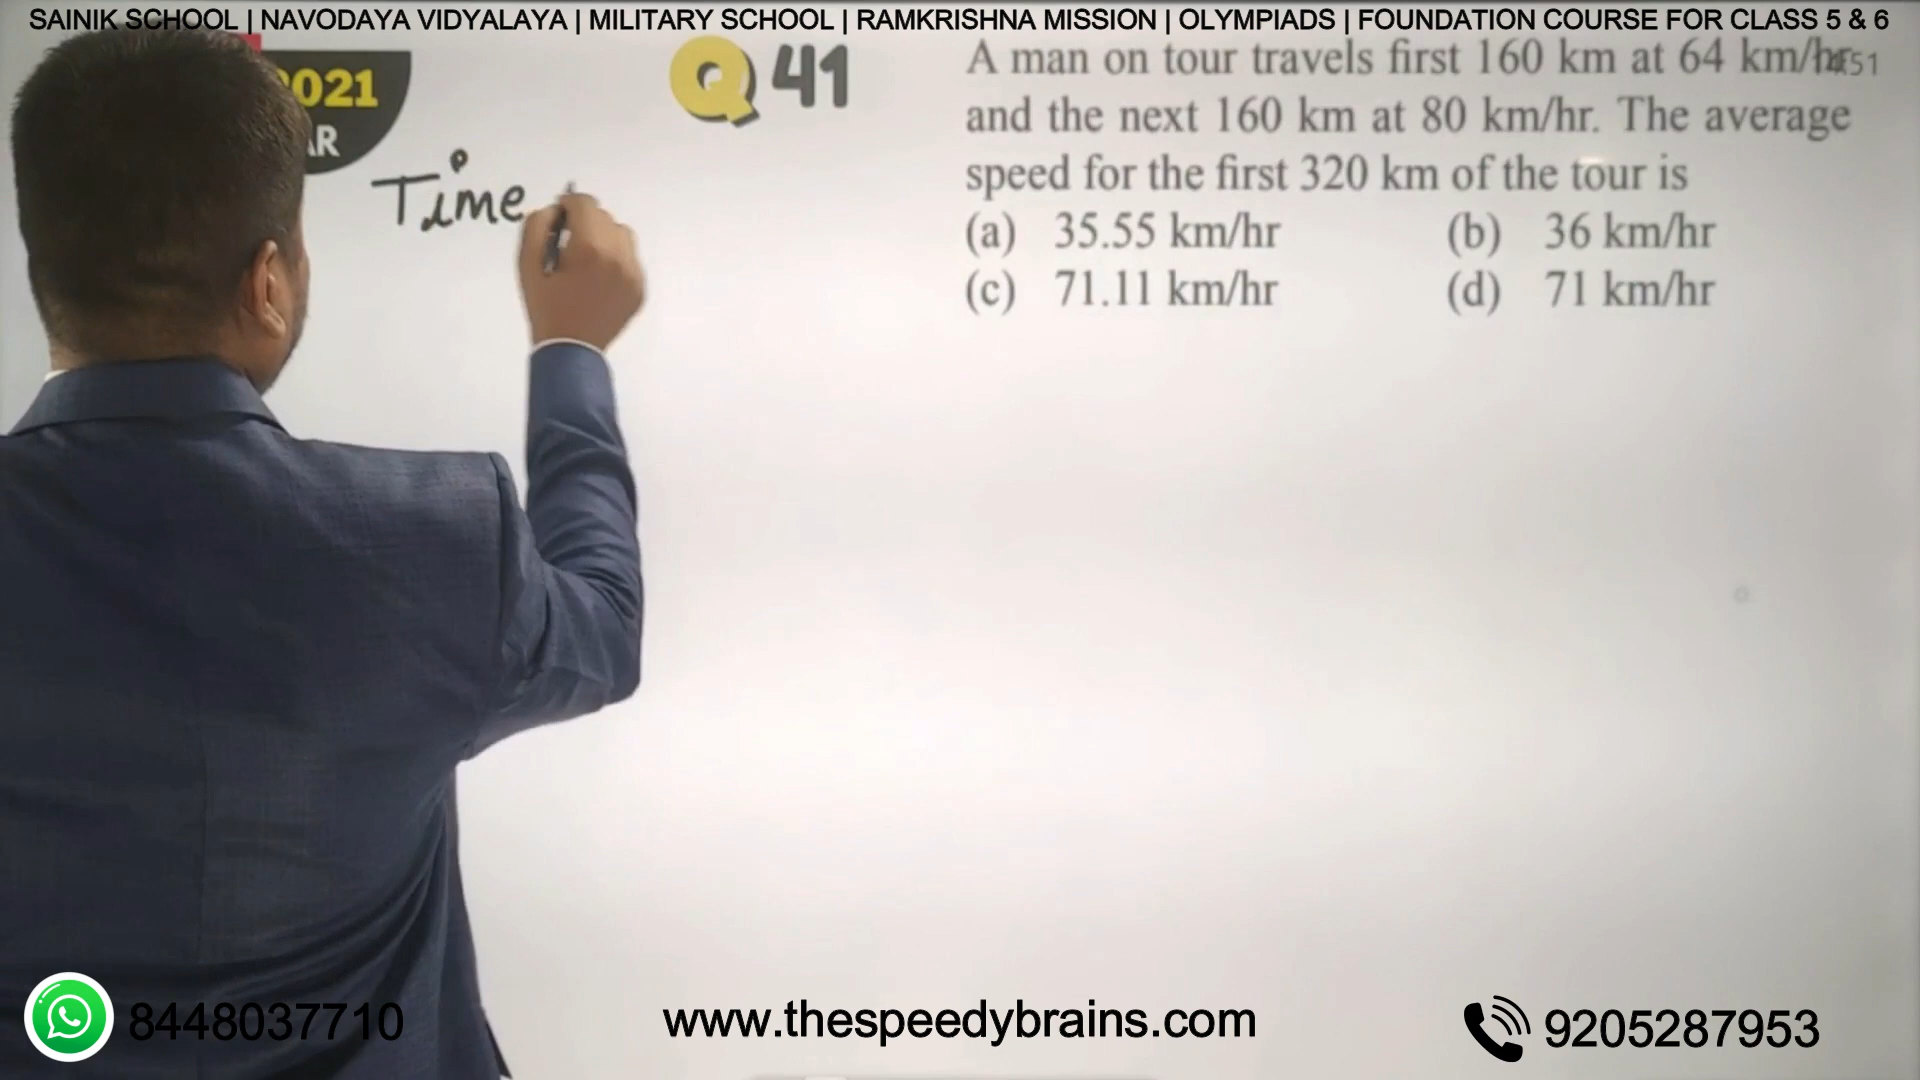 SAINIK SCHOOL | NAVODAYA VIDYALAYA | MILITARY SCHOOL | RAMKRISHNA MISSION | OLYMPIADS | FOUNDATION COURSE FOR CLASS 5 & 6
2021
AR
Time
Q 41
A man on tour travels first 160 km at 64 km/hr
and the next 160 km at 80 km/hr. The average
speed for the first 320 km of the tour is
(a) 35.55 km/hr (b) 36 km/hr
(c) 71.11 km/hr (d) 71 km/hr
8448037710
www.thespeedybrains.com
9205287953